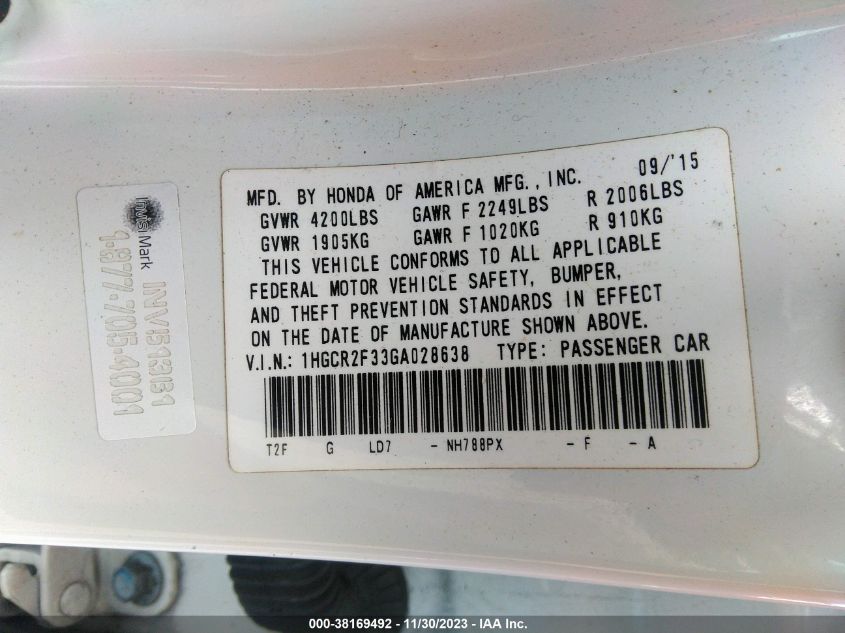 MFD. BY HONDA OF AMERICA MFG., INC. 09/'15
GVWR 4200LBS GAWR F 2249LBS R 2006LBS
GVWR 1905KG GAWR F 1020KG R 910KG
THIS VEHICLE CONFORMS TO ALL APPLICABLE
FEDERAL MOTOR VEHICLE SAFETY, BUMPER,
AND THEFT PREVENTION STANDARDS IN EFFECT
ON THE DATE OF MANUFACTURE SHOWN ABOVE.
V.I.N.: 1HGCR2F33GA028638 TYPE: PASSENGER CAR
T2F G LD7 - NH788PX - F - A
InvisiMark
INV15133B1
1-877-705-4001
000-38169492 - 11/30/2023 - IAA Inc.